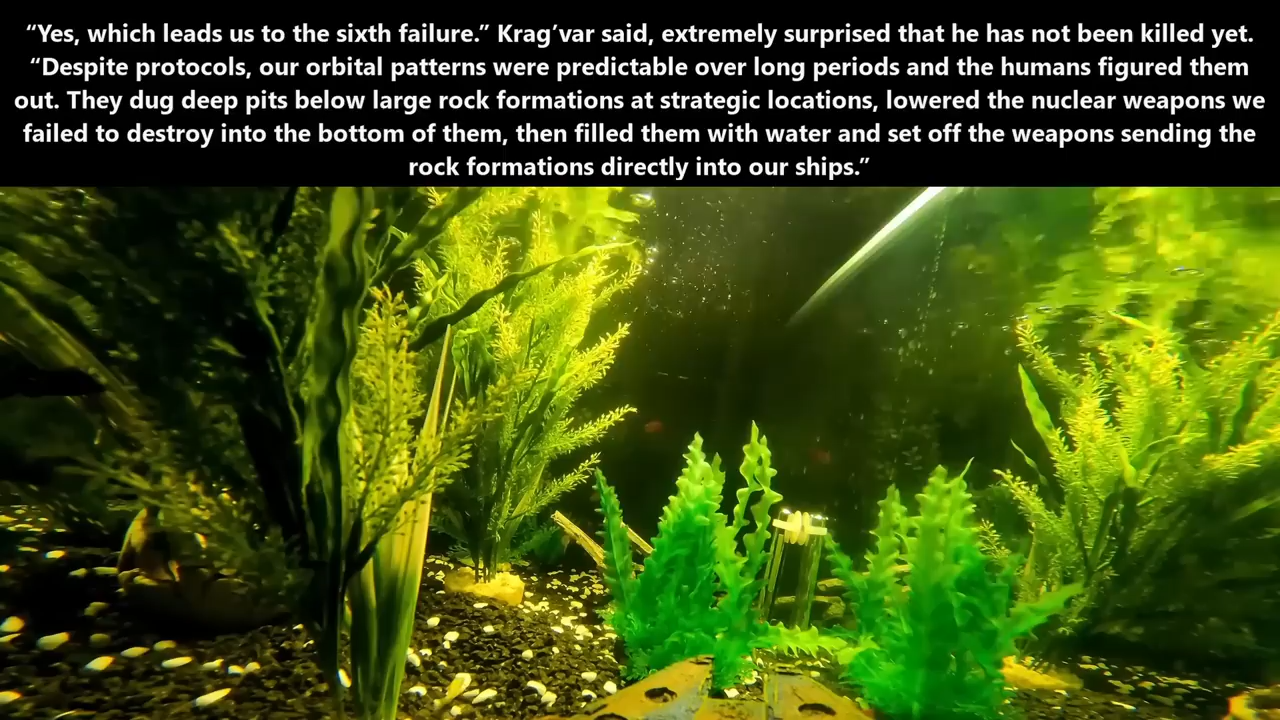 “Yes, which leads us to the sixth failure.” Krag’var said, extremely surprised that he has not been killed yet.
“Despite protocols, our orbital patterns were predictable over long periods and the humans figured them
out. They dug deep pits below large rock formations at strategic locations, lowered the nuclear weapons we
failed to destroy into the bottom of them, then filled them with water and set off the weapons sending the
rock formations directly into our ships.”